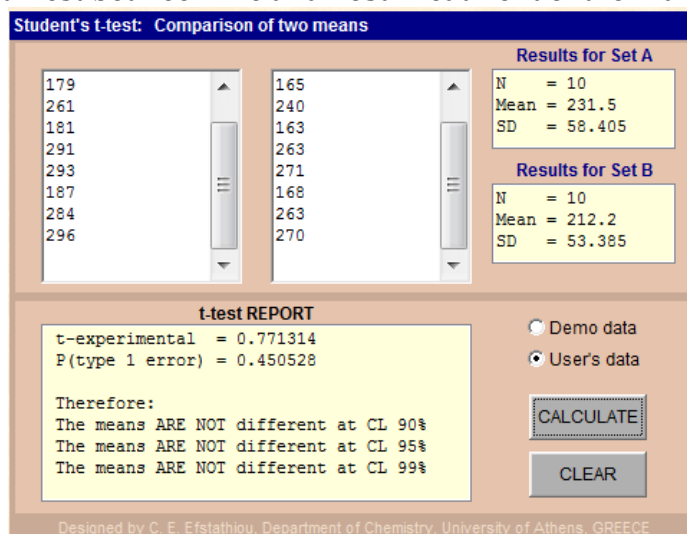 Student's t-test: Comparison of two means
179
261
181
291
293
187
284
296
165
240
163
263
271
168
263
270
Results for Set A
N = 10
Mean = 231.5
SD = 58.405
Results for Set B
N = 10
Mean = 212.2
SD = 53.385
t-test REPORT
t-experimental = 0.771314
P(type 1 error) = 0.450528
Therefore:
The means ARE NOT different at CL 90%
The means ARE NOT different at CL 95%
The means ARE NOT different at CL 99%
Demo data
User's data
CALCULATE
CLEAR
Designed by C. E. Efstathiou, Department of Chemistry, University of Athens, GREECE